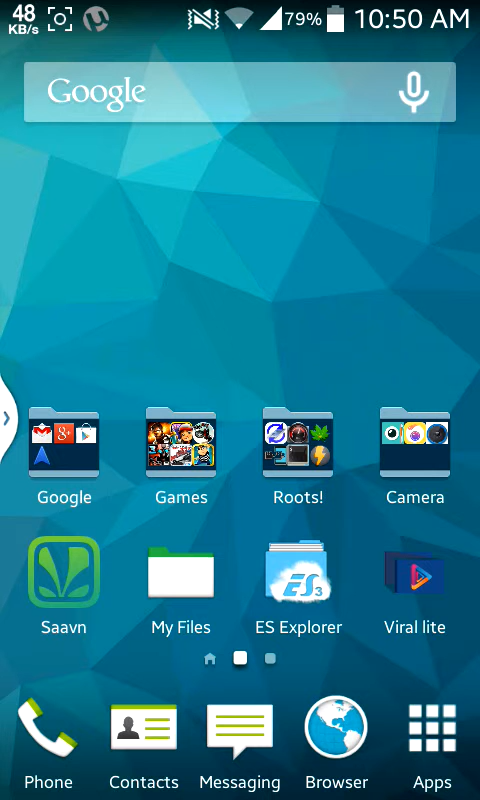 48
KB/s
79%
10:50 AM
Google
Google
Games
Roots!
Camera
Saavn
My Files
ES Explorer
Viral lite
Phone
Contacts
Messaging
Browser
Apps